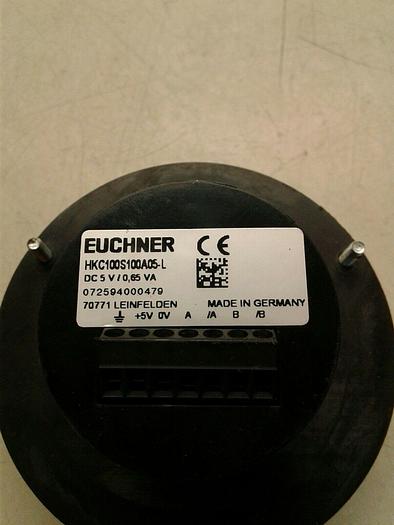 EUCHNER CE
HKC100S100A05-L
DC 5 V / 0,65 VA
072594000479
70771 LEINFELDEN MADE IN GERMANY
⏚ +5V 0V A /A B /B